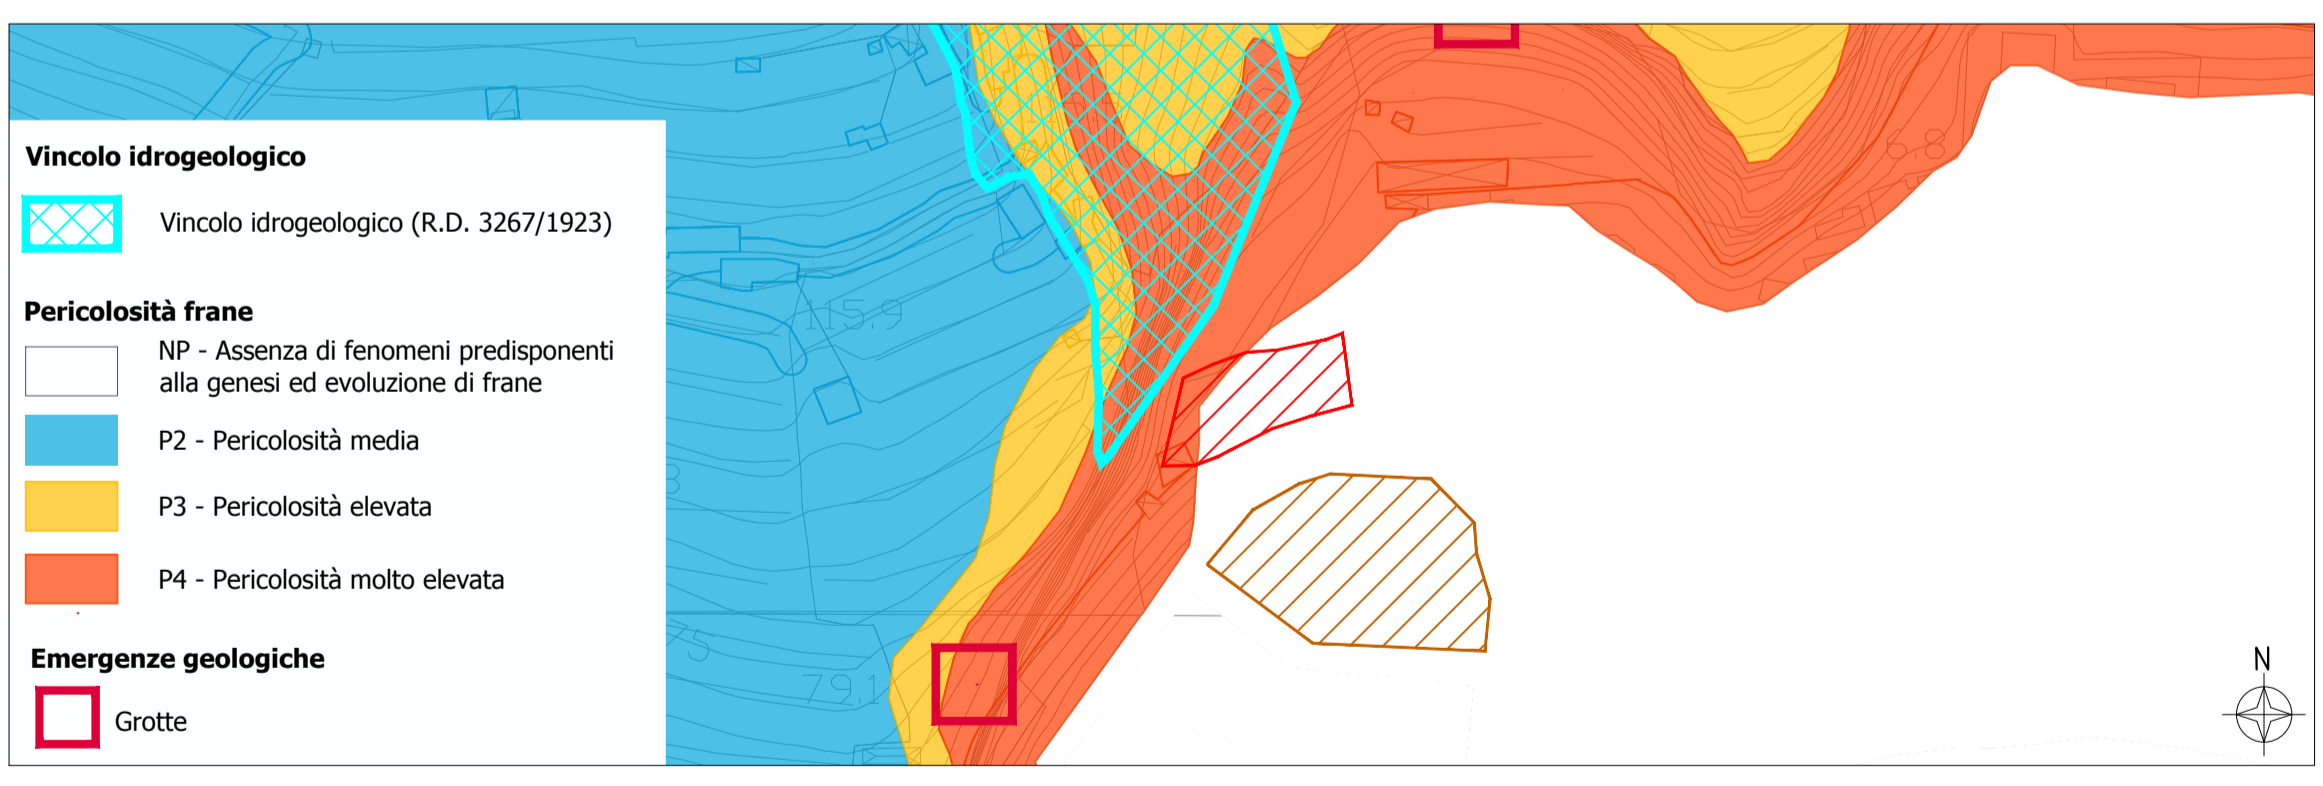 Vincolo idrogeologico
Vincolo idrogeologico (R.D. 3267/1923)
Pericolosità frane
NP - Assenza di fenomeni predisponenti
alla genesi ed evoluzione di frane
P2 - Pericolosità media
P3 - Pericolosità elevata
P4 - Pericolosità molto elevata
Emergenze geologiche
Grotte
6.8
115.9
75
79.1
N